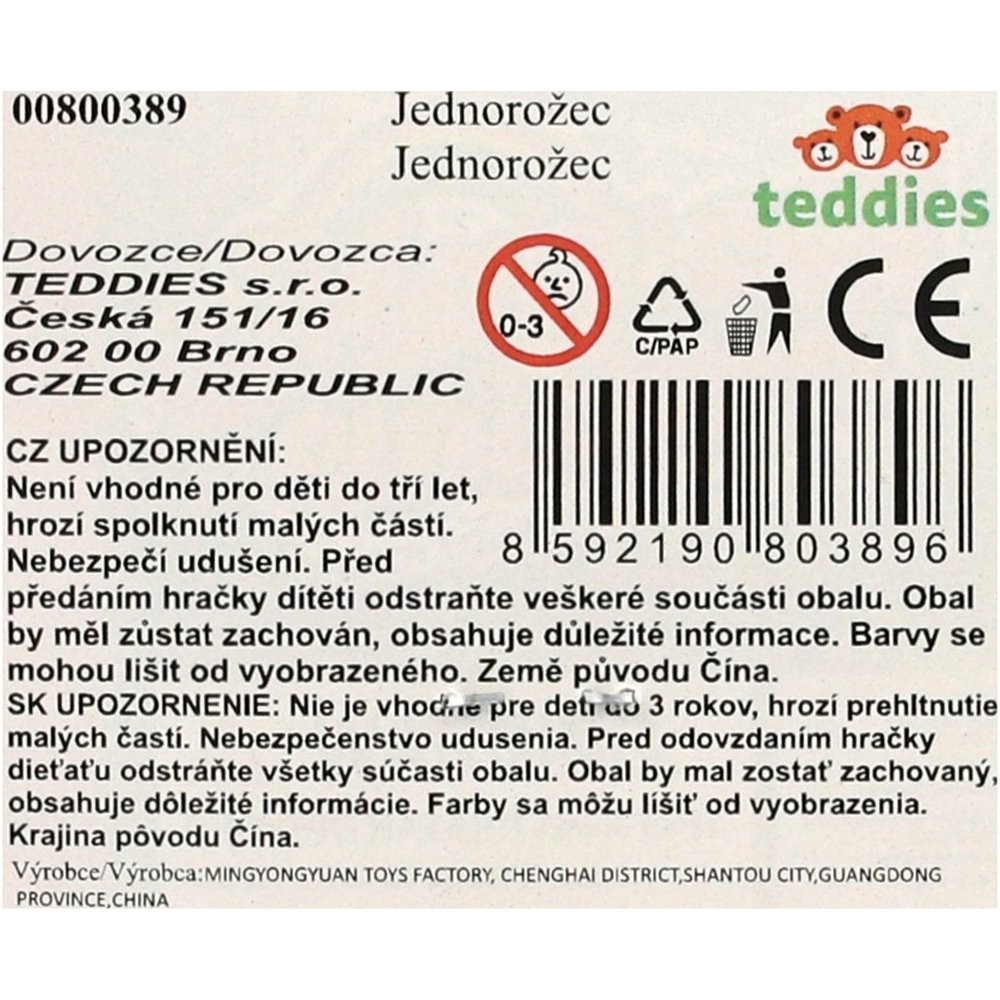 00800389
Jednorožec
Jednorožec
teddies
Dovozce/Dovozca:
TEDDIES s.r.o.
Česká 151/16
602 00 Brno
CZECH REPUBLIC
0-3
C/PAP
CE
8 592190 803896
CZ UPOZORNĚNÍ:
Není vhodné pro děti do tří let,
hrozí spolknutí malých částí.
Nebezpečí udušení. Před
předáním hračky dítěti odstraňte veškeré součásti obalu. Obal
by měl zůstat zachován, obsahuje důležité informace. Barvy se
mohou lišit od vyobrazeného. Země původu Čína.
SK UPOZORNENIE: Nie je vhodné pre deti do 3 rokov, hrozí prehltnutie
malých častí. Nebezpečenstvo udusenia. Pred odovzdaním hračky
dieťaťu odstráňte všetky súčasti obalu. Obal by mal zostať zachovaný,
obsahuje dôležité informácie. Farby sa môžu líšiť od vyobrazenia.
Krajina pôvodu Čína.
Výrobce/Výrobca:MINGYONGYUAN TOYS FACTORY, CHENGHAI DISTRICT,SHANTOU CITY,GUANGDONG
PROVINCE,CHINA